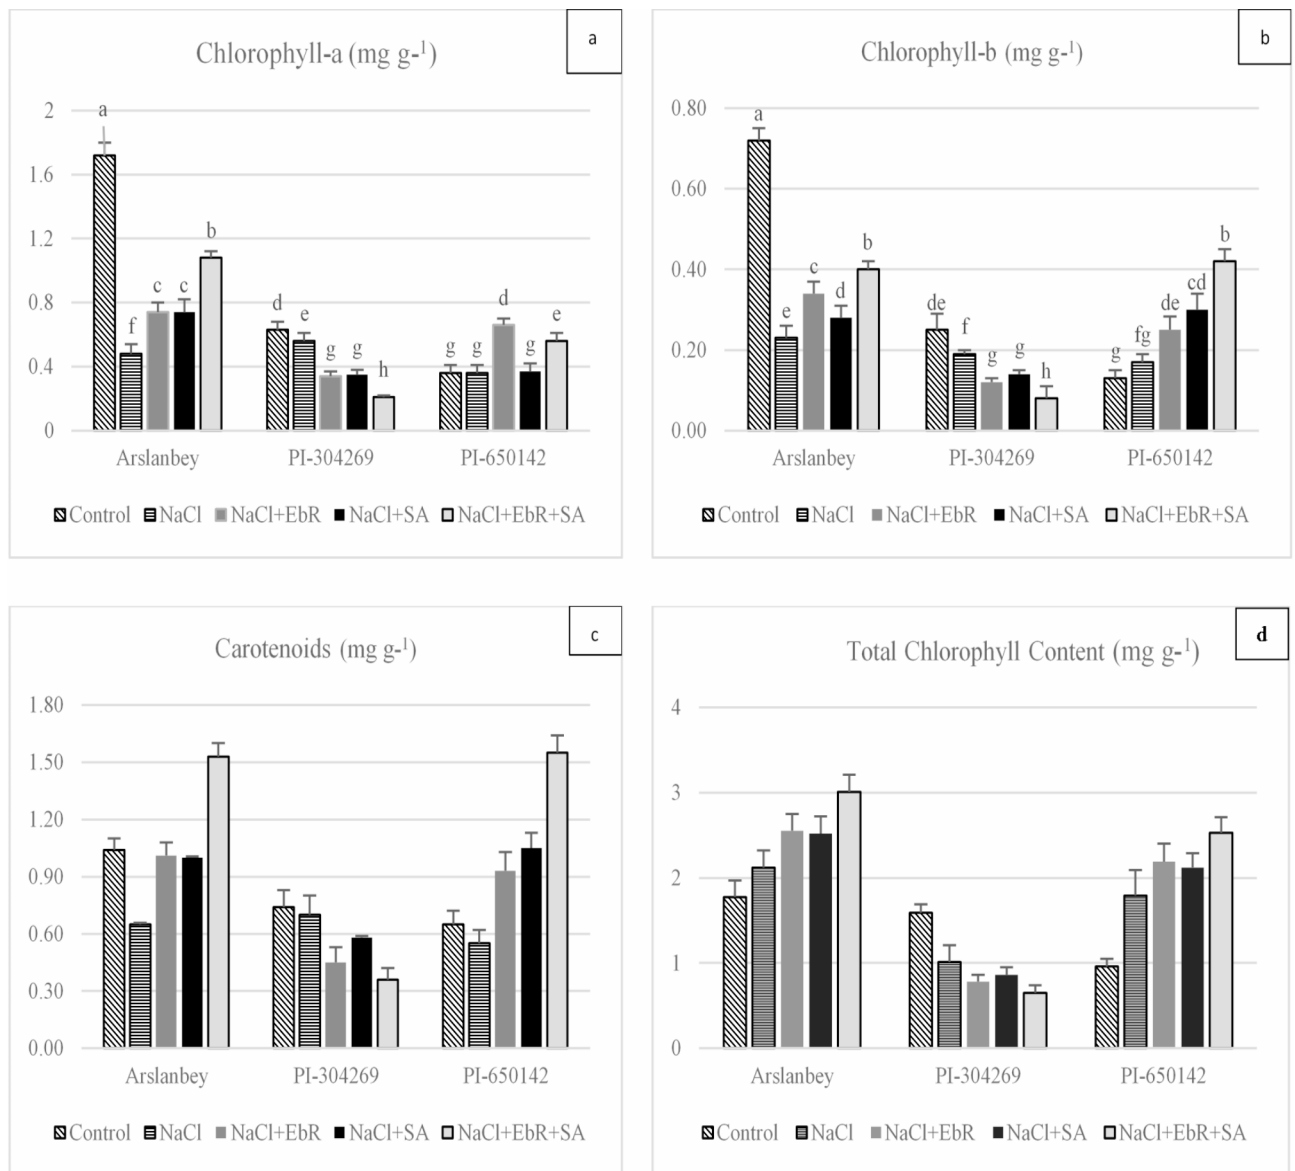 Chlorophyll-a (mg g-1)
a
2
1.6
1.2
0.8
0.4
0
a
f
c
c
b
d
e
g
g
h
g
g
d
g
e
Arslanbey
PI-304269
PI-650142
Control
NaCl
NaCl+EbR
NaCl+SA
NaCl+EbR+SA
Chlorophyll-b (mg g-1)
b
0.80
0.60
0.40
0.20
0.00
a
e
c
d
b
de
f
g
g
h
g
fg
de
cd
b
Arslanbey
PI-304269
PI-650142
Control
NaCl
NaCl+EbR
NaCl+SA
NaCl+EbR+SA
Carotenoids (mg g-1)
c
1.80
1.50
1.20
0.90
0.60
0.30
0.00
Arslanbey
PI-304269
PI-650142
Control
NaCl
NaCl+EbR
NaCl+SA
NaCl+EbR+SA
Total Chlorophyll Content (mg g-1)
d
4
3
2
1
0
Arslanbey
PI-304269
PI-650142
Control
NaCl
NaCl+EbR
NaCl+SA
NaCl+EbR+SA